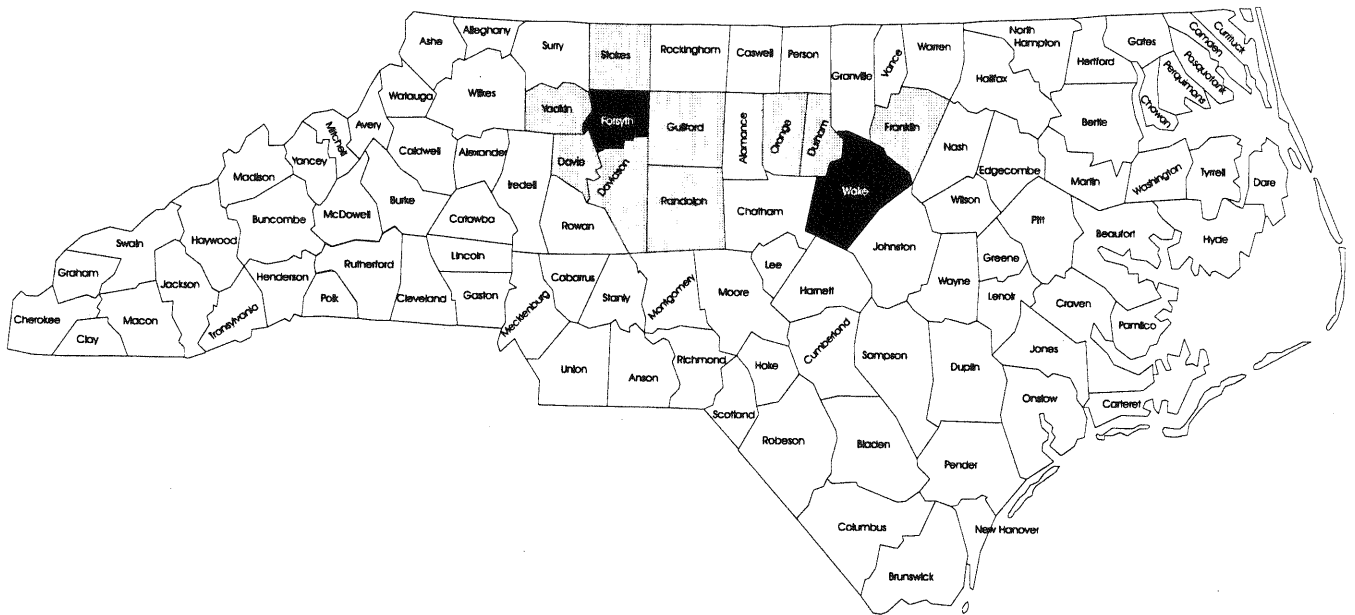 Ashe
Alleghany
Surry
Stokes
Rockingham
Caswell
Person
Granville
Vance
Warren
North
Hampton
Halifax
Hertford
Gates
Camden
Currituck
Pasquotank
Perquimans
Chowan
Watauga
Wilkes
Yadkin
Forsyth
Guilford
Alamance
Orange
Durham
Franklin
Nash
Bertie
Mitchell
Avery
Caldwell
Alexander
Iredell
Davie
Davidson
Randolph
Chatham
Wake
Edgecombe
Martin
Washington
Tyrrell
Dare
Madison
Yancey
Buncombe
McDowell
Burke
Catawba
Rowan
Wilson
Pitt
Beaufort
Hyde
Swain
Haywood
Graham
Jackson
Henderson
Rutherford
Lincoln
Cabarrus
Stanly
Montgomery
Moore
Lee
Harnett
Johnston
Wayne
Greene
Lenoir
Craven
Pamlico
Cherokee
Clay
Macon
Transylvania
Polk
Cleveland
Gaston
Mecklenburg
Union
Anson
Richmond
Hoke
Cumberland
Sampson
Duplin
Jones
Onslow
Carteret
Scotland
Robeson
Bladen
Pender
Columbus
New Hanover
Brunswick